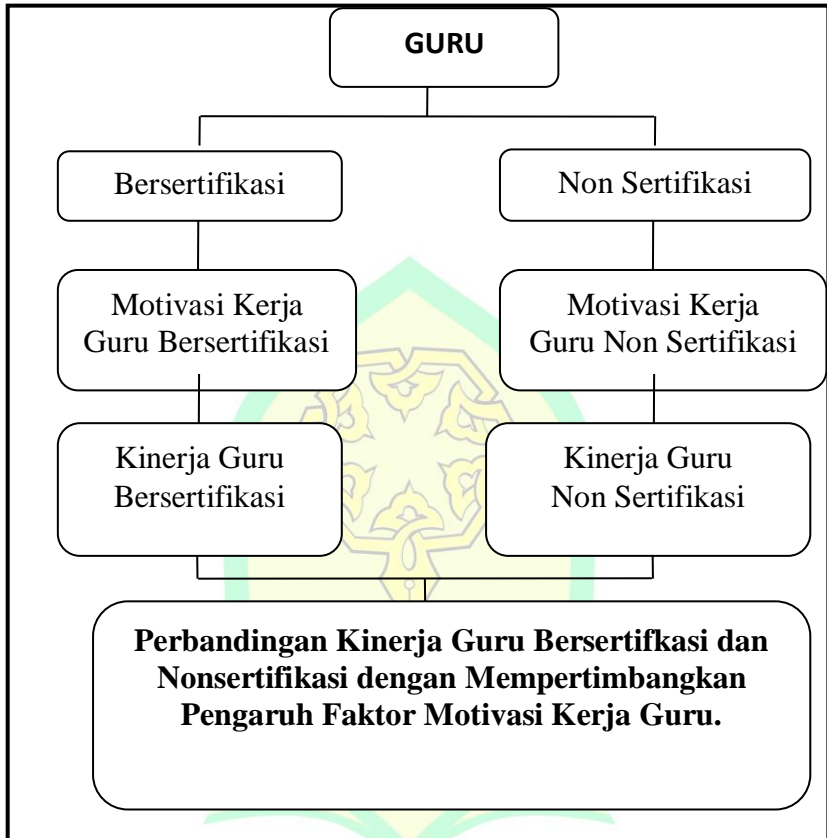 GURU
Bersertifikasi
Non Sertifikasi
Motivasi Kerja
Guru Bersertifikasi
Motivasi Kerja
Guru Non Sertifikasi
Kinerja Guru
Bersertifikasi
Kinerja Guru
Non Sertifikasi
Perbandingan Kinerja Guru Bersertifkasi dan
Nonsertifikasi dengan Mempertimbangkan
Pengaruh Faktor Motivasi Kerja Guru.